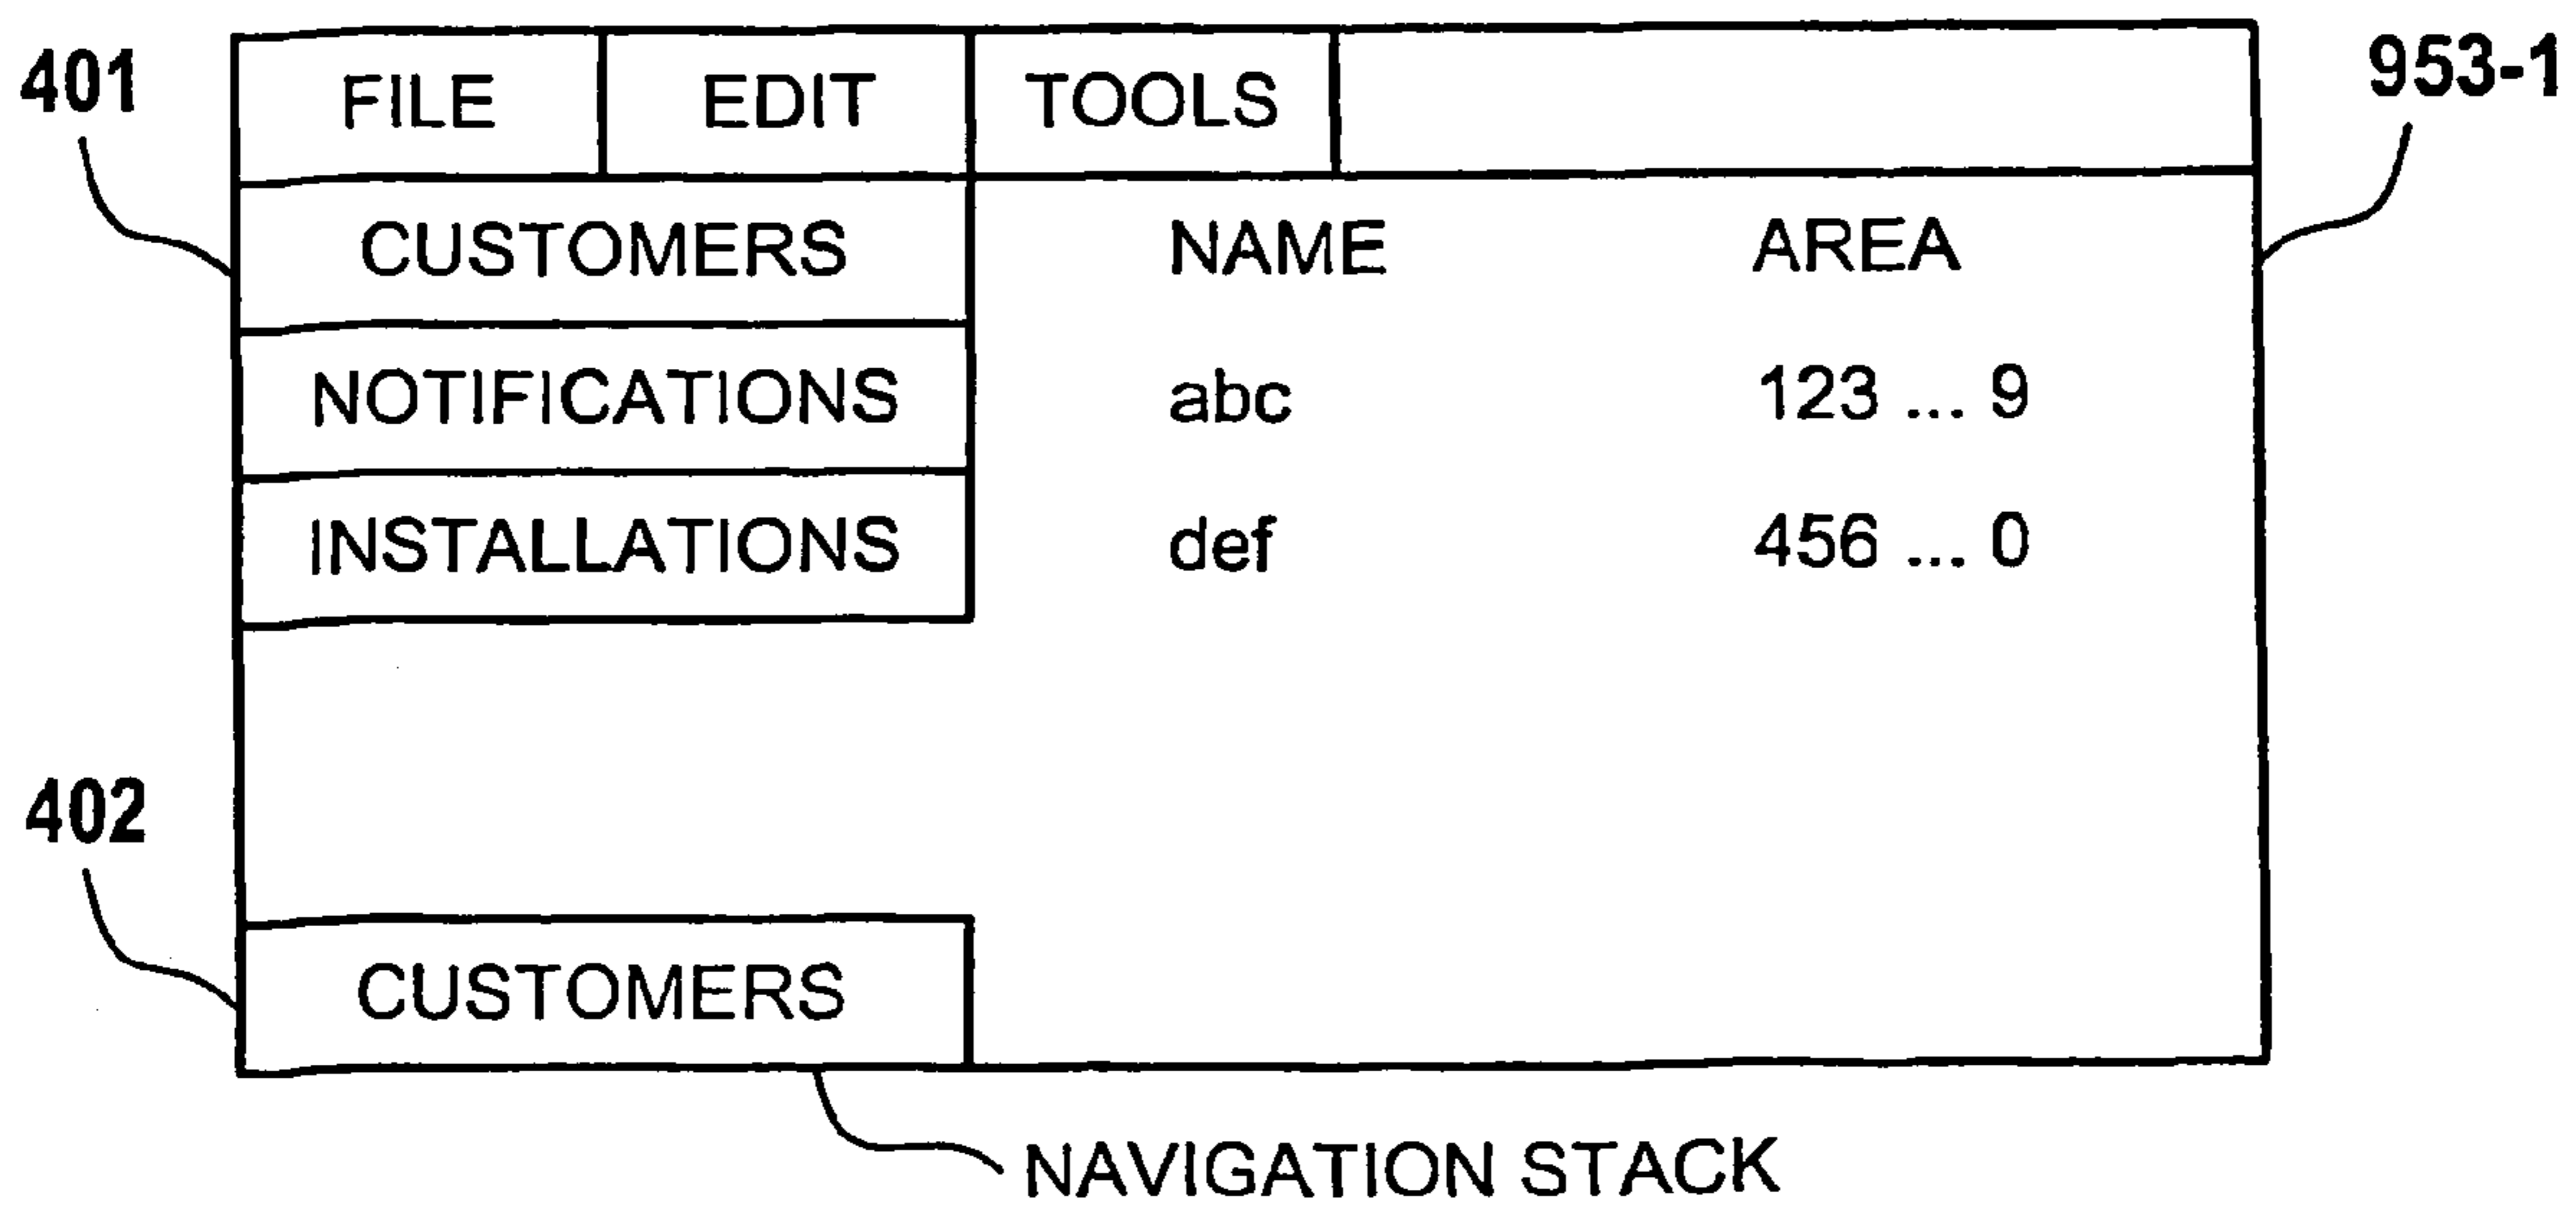 401 FILE EDIT TOOLS 953-1
CUSTOMERS NAME AREA
NOTIFICATIONS abc 123 ... 9
INSTALLATIONS def 456 ... 0
402
CUSTOMERS
NAVIGATION STACK